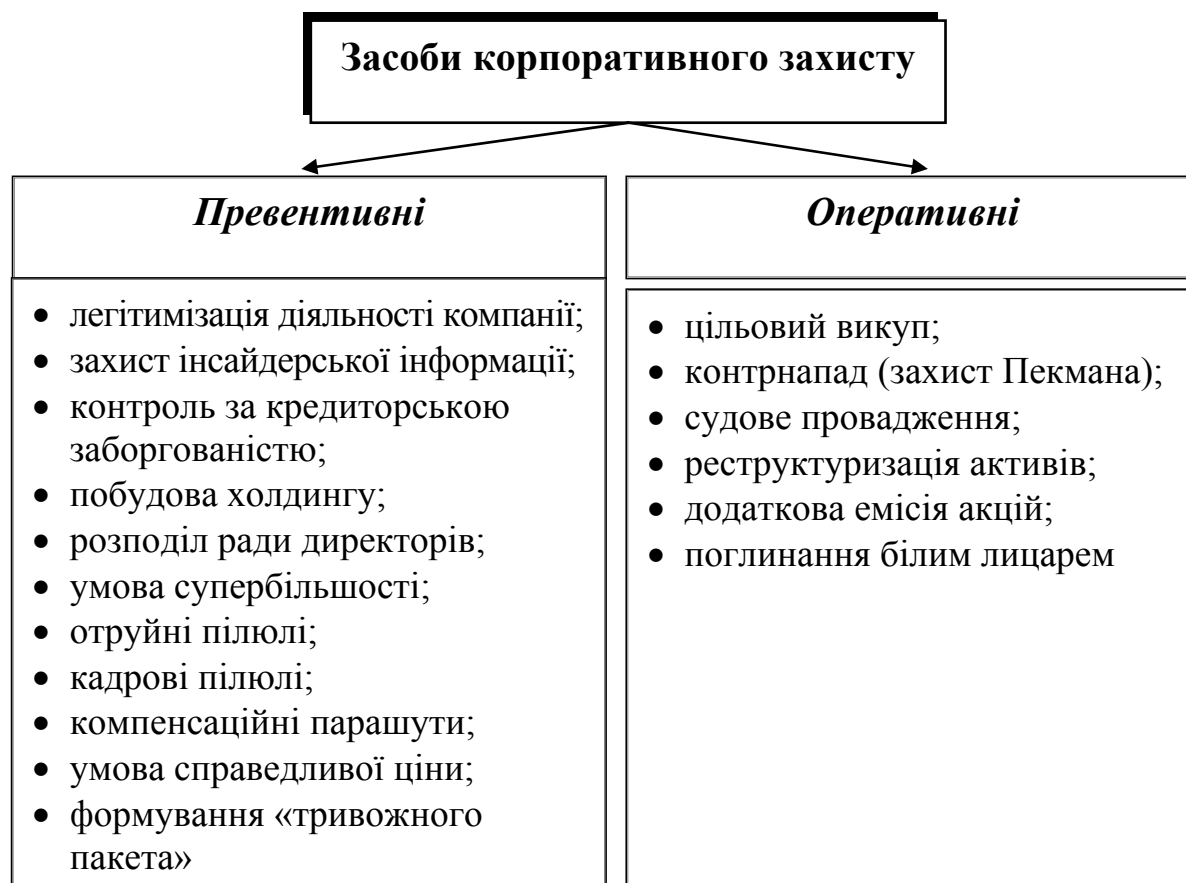 Засоби корпоративного захисту
Превентивні
• легітимізація діяльності компанії;
• захист інсайдерської інформації;
• контроль за кредиторською
заборгованістю;
• побудова холдингу;
• розподіл ради директорів;
• умова супербільшості;
• отруйні пілюлі;
• кадрові пілюлі;
• компенсаційні парашути;
• умова справедливої ціни;
• формування «тривожного
пакета»
Оперативні
• цільовий викуп;
• контрнапад (захист Пекмана);
• судове провадження;
• реструктуризація активів;
• додаткова емісія акцій;
• поглинання білим лицарем